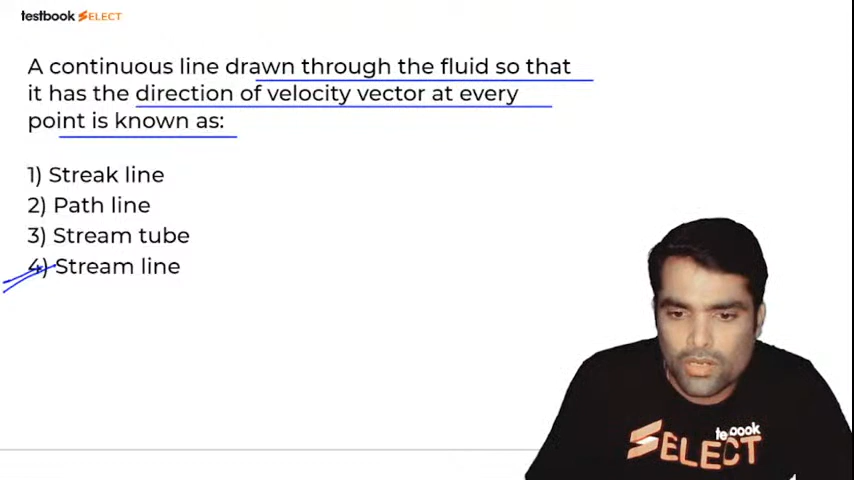 testbook SELECT
A continuous line drawn through the fluid so that
it has the direction of velocity vector at every
point is known as:
1) Streak line
2) Path line
3) Stream tube
4) Stream line
testbook
SELECT